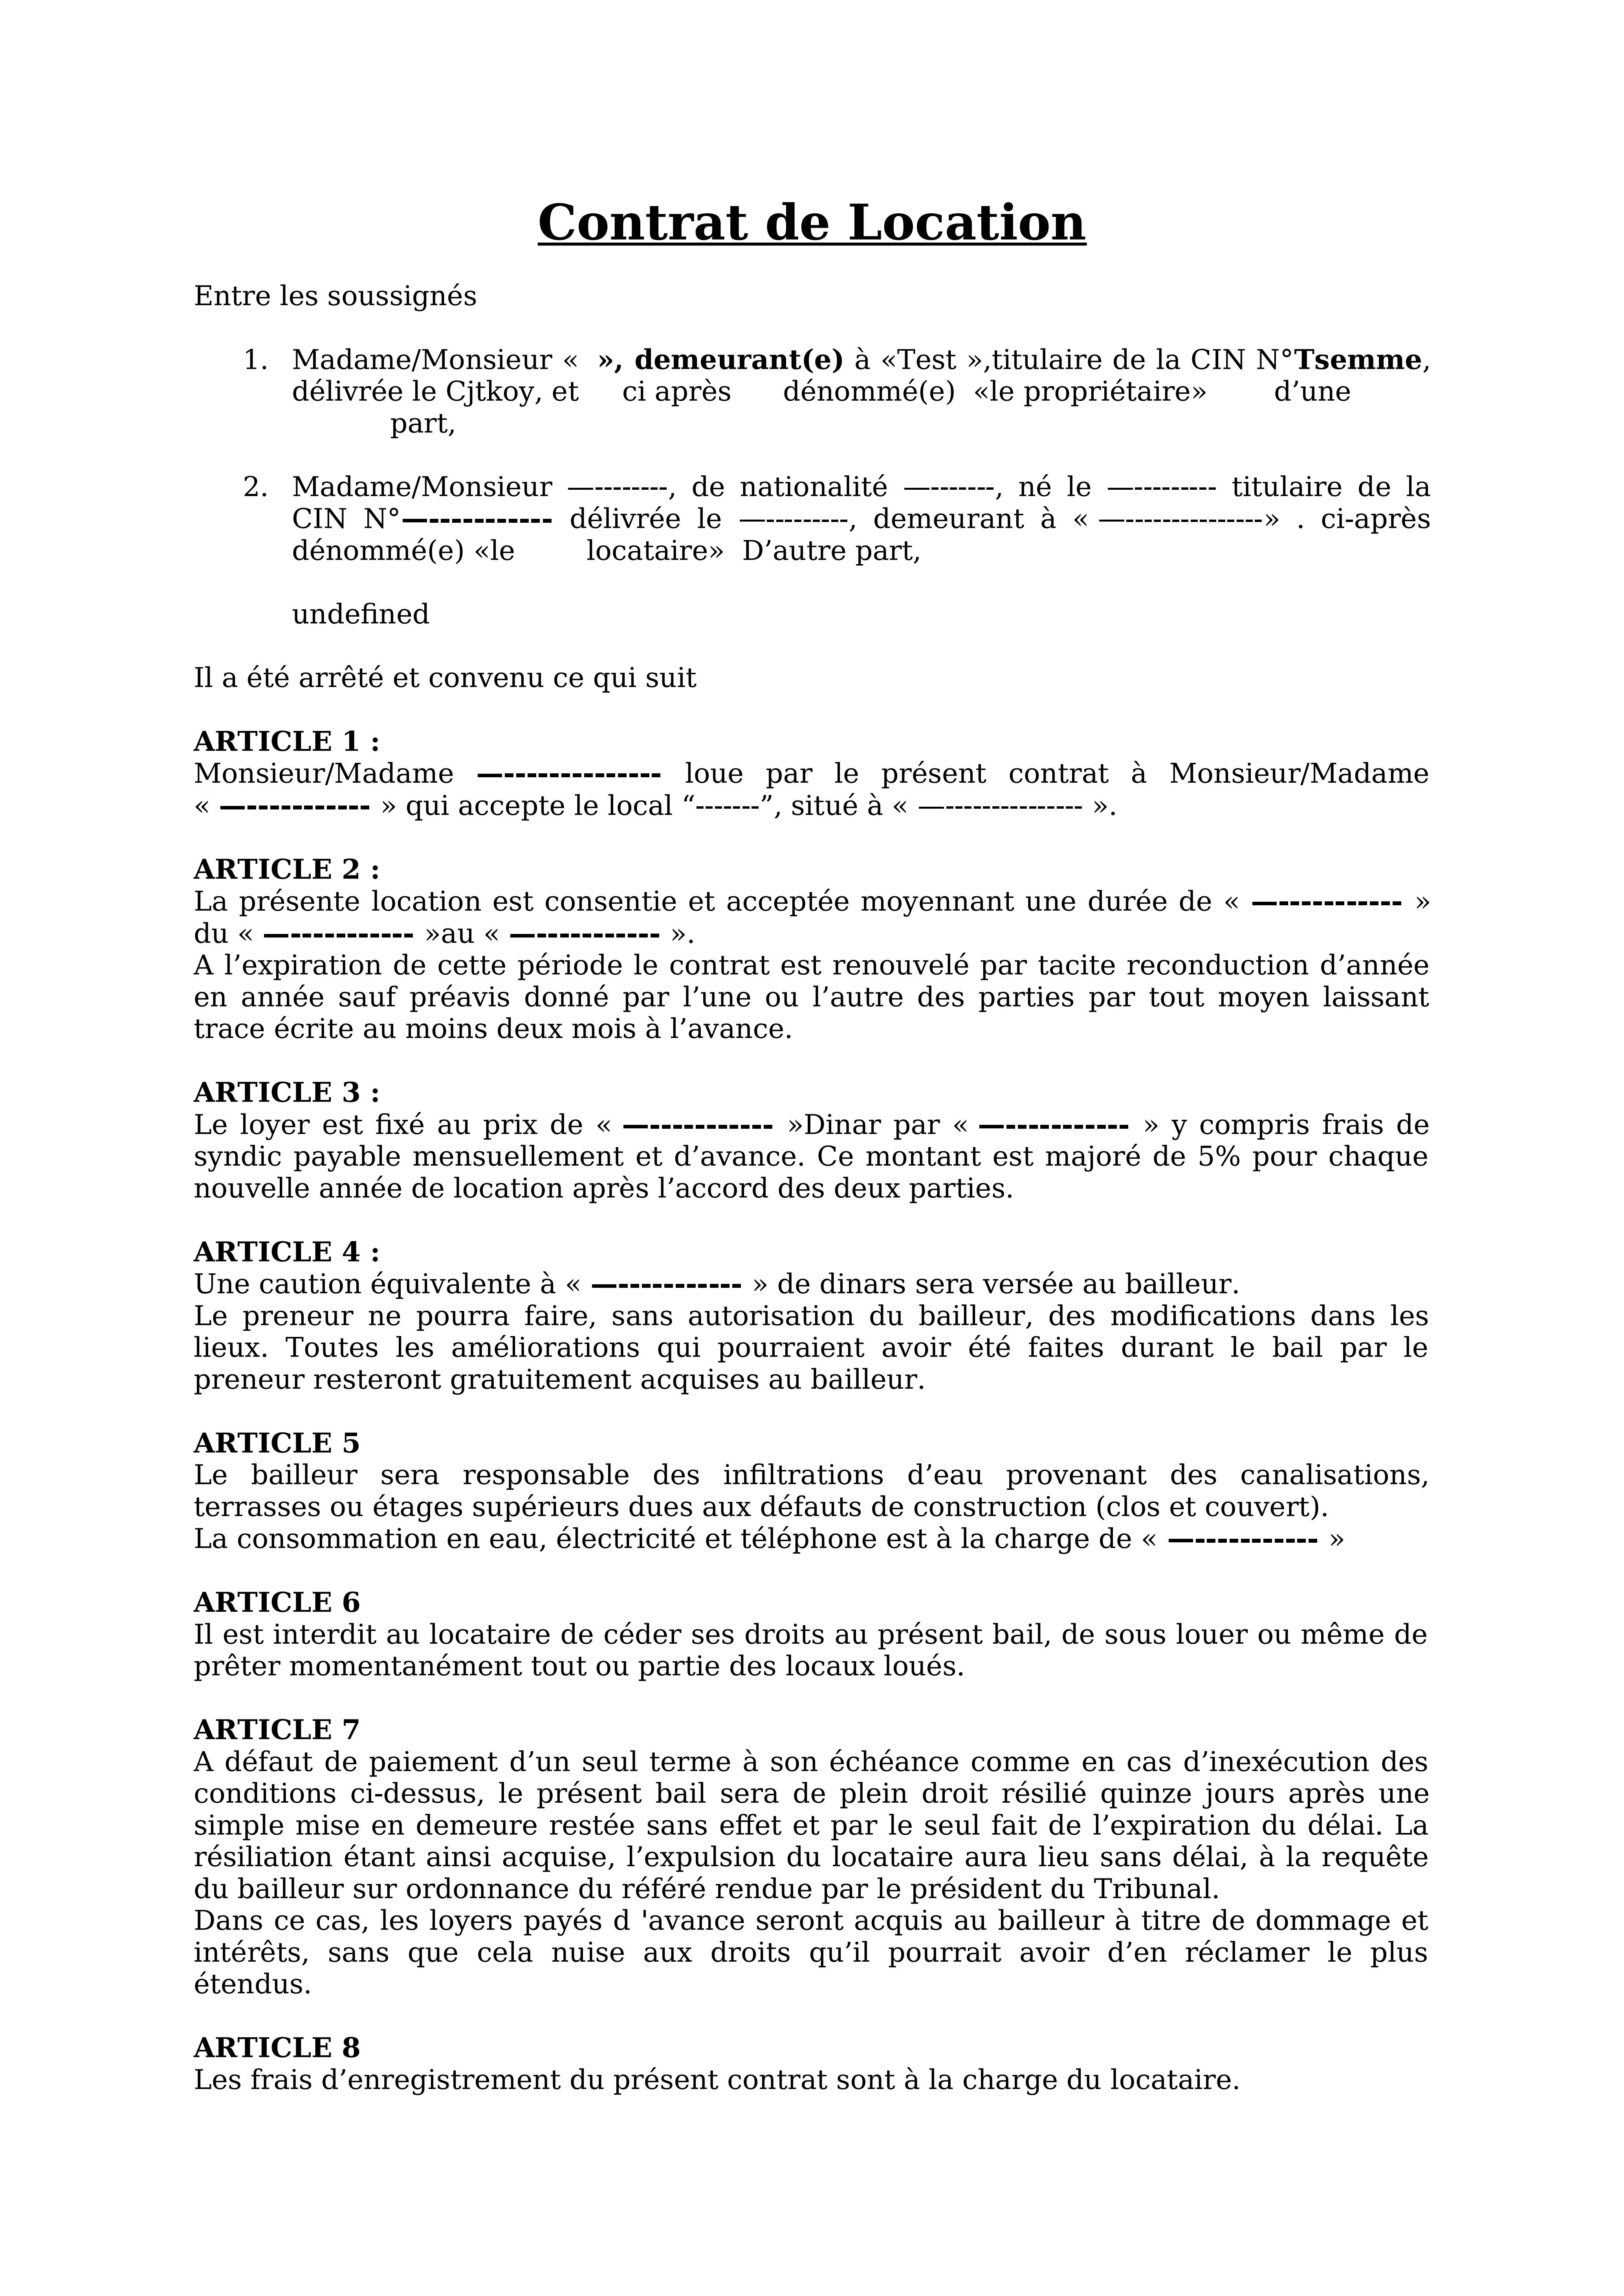 Contrat de Location
Entre les soussignés
1. Madame/Monsieur «  », demeurant(e) à «Test »,titulaire de la CIN N°Tsemme,
délivrée le Cjtkoy, et ci après dénommé(e) «le propriétaire» d’une
part,
2. Madame/Monsieur —--------, de nationalité —-------, né le —--------- titulaire de la
CIN N°—----------- délivrée le —---------, demeurant à « —---------------» . ci-après
dénommé(e) «le locataire» D’autre part,
undefined
Il a été arrêté et convenu ce qui suit
ARTICLE 1 :
Monsieur/Madame —-------------- loue par le présent contrat à Monsieur/Madame
« —----------- » qui accepte le local “-------”, situé à « —--------------- ».
ARTICLE 2 :
La présente location est consentie et acceptée moyennant une durée de « —----------- »
du « —----------- »au « —----------- ».
A l’expiration de cette période le contrat est renouvelé par tacite reconduction d’année
en année sauf préavis donné par l’une ou l’autre des parties par tout moyen laissant
trace écrite au moins deux mois à l’avance.
ARTICLE 3 :
Le loyer est fixé au prix de « —----------- »Dinar par « —----------- » y compris frais de
syndic payable mensuellement et d’avance. Ce montant est majoré de 5% pour chaque
nouvelle année de location après l’accord des deux parties.
ARTICLE 4 :
Une caution équivalente à « —----------- » de dinars sera versée au bailleur.
Le preneur ne pourra faire, sans autorisation du bailleur, des modifications dans les
lieux. Toutes les améliorations qui pourraient avoir été faites durant le bail par le
preneur resteront gratuitement acquises au bailleur.
ARTICLE 5
Le bailleur sera responsable des infiltrations d’eau provenant des canalisations,
terrasses ou étages supérieurs dues aux défauts de construction (clos et couvert).
La consommation en eau, électricité et téléphone est à la charge de « —----------- »
ARTICLE 6
Il est interdit au locataire de céder ses droits au présent bail, de sous louer ou même de
prêter momentanément tout ou partie des locaux loués.
ARTICLE 7
A défaut de paiement d’un seul terme à son échéance comme en cas d’inexécution des
conditions ci-dessus, le présent bail sera de plein droit résilié quinze jours après une
simple mise en demeure restée sans effet et par le seul fait de l’expiration du délai. La
résiliation étant ainsi acquise, l’expulsion du locataire aura lieu sans délai, à la requête
du bailleur sur ordonnance du référé rendue par le président du Tribunal.
Dans ce cas, les loyers payés d 'avance seront acquis au bailleur à titre de dommage et
intérêts, sans que cela nuise aux droits qu’il pourrait avoir d’en réclamer le plus
étendus.
ARTICLE 8
Les frais d’enregistrement du présent contrat sont à la charge du locataire.